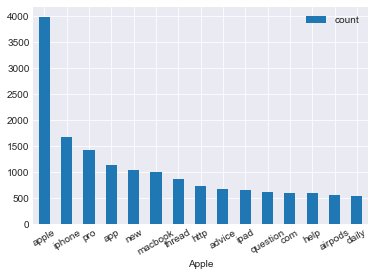 count
4000
3500
3000
2500
2000
1500
1000
500
0
apple
iphone
pro
app
new
macbook
thread
http
advice
ipad
question
com
help
airpods
daily
Apple